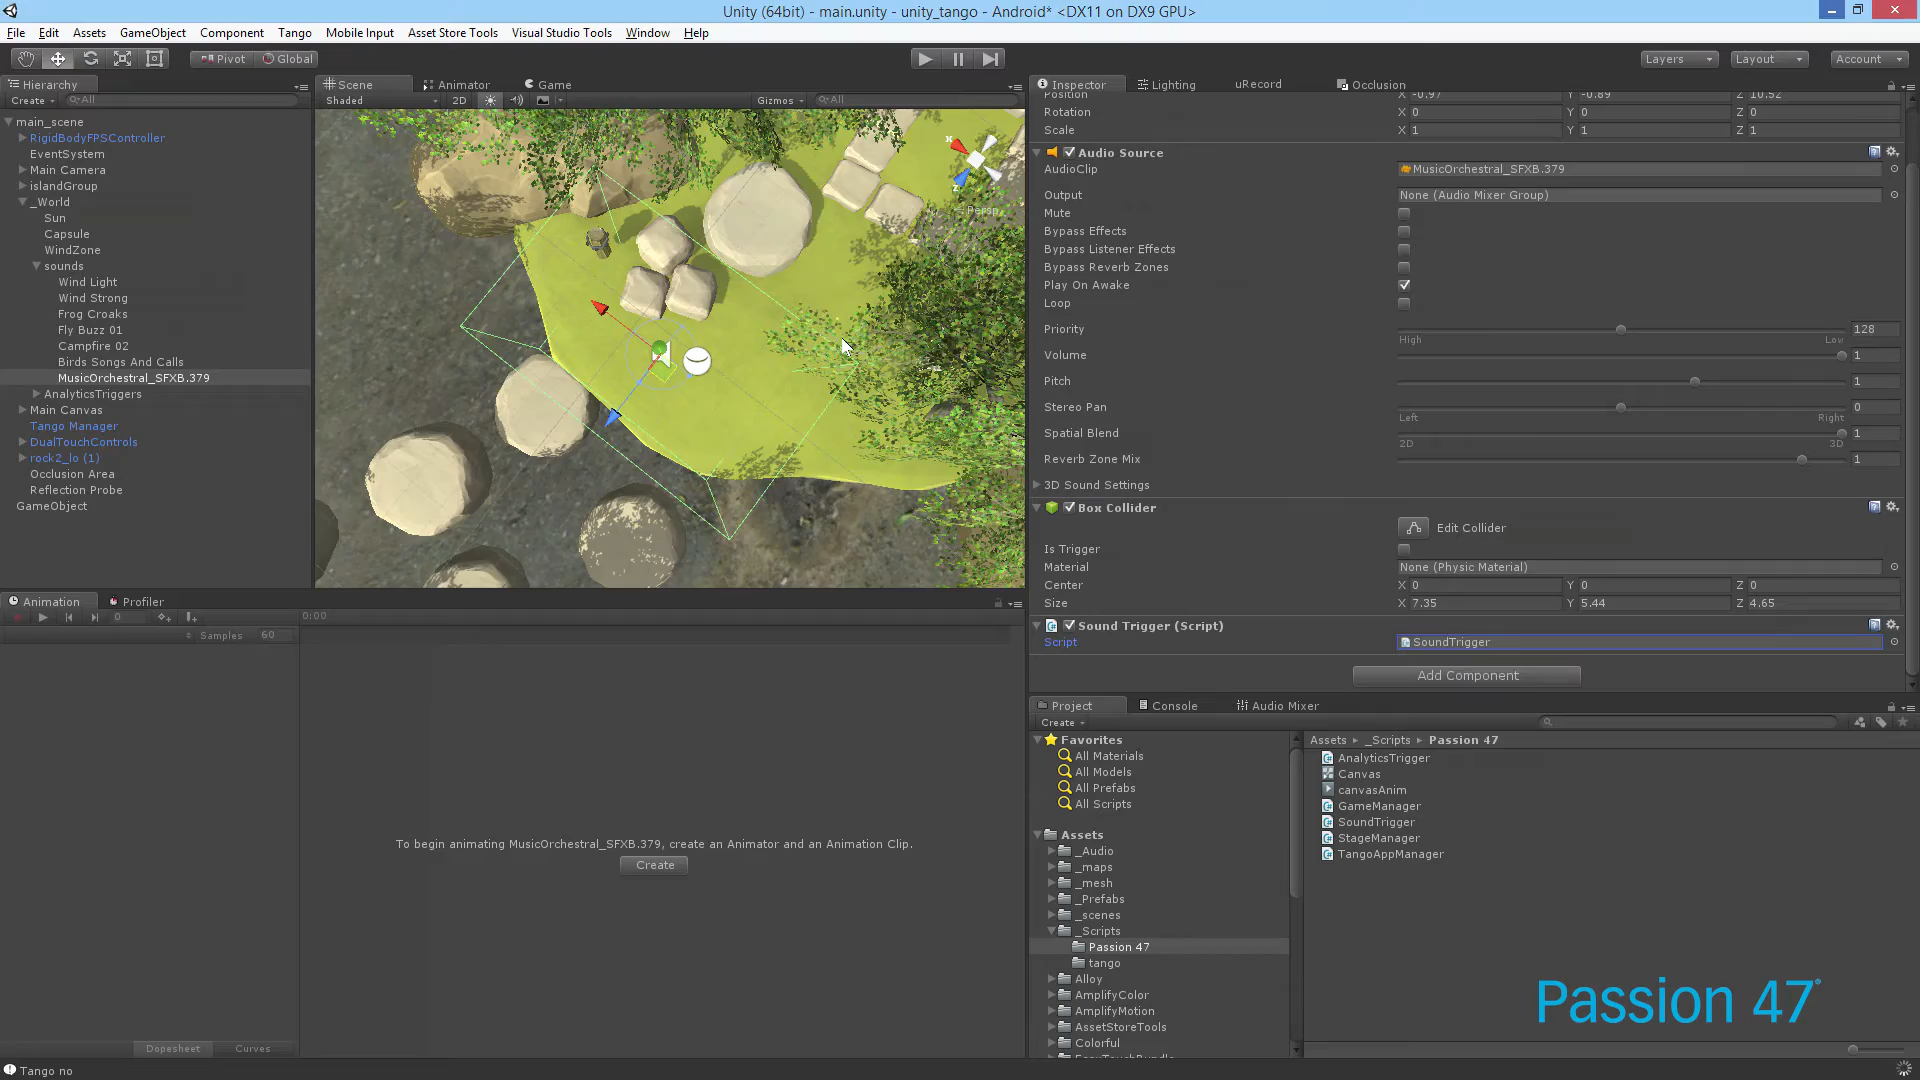 Unity (64bit) - main.unity - unity_tango - Android* <DX11 on DX9 GPU>
File Edit Assets GameObject Component Tango Mobile Input Asset Store Tools Visual Studio Tools Window Help
Pivot Global Layers Layout Account
Hierarchy
Create All
main_scene
RigidBodyFPSController
EventSystem
Main Camera
islandGroup
_World
Sun
Capsule
WindZone
sounds
Wind Light
Wind Strong
Frog Croaks
Fly Buzz 01
Campfire 02
Birds Songs And Calls
MusicOrchestral_SFXB.379
AnalyticsTriggers
Main Canvas
Tango Manager
DualTouchControls
rock2_lo (1)
Occlusion Area
Reflection Probe
GameObject
Scene Animator Game
Shaded 2D Gizmos All
x
z
Persp
Inspector Lighting uRecord Occlusion
Position X -0.97 Y -0.89 Z 10.52
Rotation X 0 Y 0 Z 0
Scale X 1 Y 1 Z 1
Audio Source
AudioClip MusicOrchestral_SFXB.379
Output None (Audio Mixer Group)
Mute
Bypass Effects
Bypass Listener Effects
Bypass Reverb Zones
Play On Awake
Loop
Priority 128
High Low
Volume 1
Pitch 1
Stereo Pan 0
Left Right
Spatial Blend 1
2D 3D
Reverb Zone Mix 1
3D Sound Settings
Box Collider
Edit Collider
Is Trigger
Material None (Physic Material)
Center X 0 Y 0 Z 0
Size X 7.35 Y 5.44 Z 4.65
Sound Trigger (Script)
Script SoundTrigger
Add Component
Animation Profiler
0 0:00
Samples 60
To begin animating MusicOrchestral_SFXB.379, create an Animator and an Animation Clip.
Create
Dopesheet Curves
Project Console Audio Mixer
Create
Favorites
All Materials
All Models
All Prefabs
All Scripts
Assets
_Audio
_maps
_mesh
_Prefabs
_scenes
_Scripts
Passion 47
tango
Alloy
AmplifyColor
AmplifyMotion
AssetStoreTools
Colorful
EasyTouchBundle
Assets _Scripts Passion 47
AnalyticsTrigger
Canvas
canvasAnim
GameManager
SoundTrigger
StageManager
TangoAppManager
Passion 47
Tango no